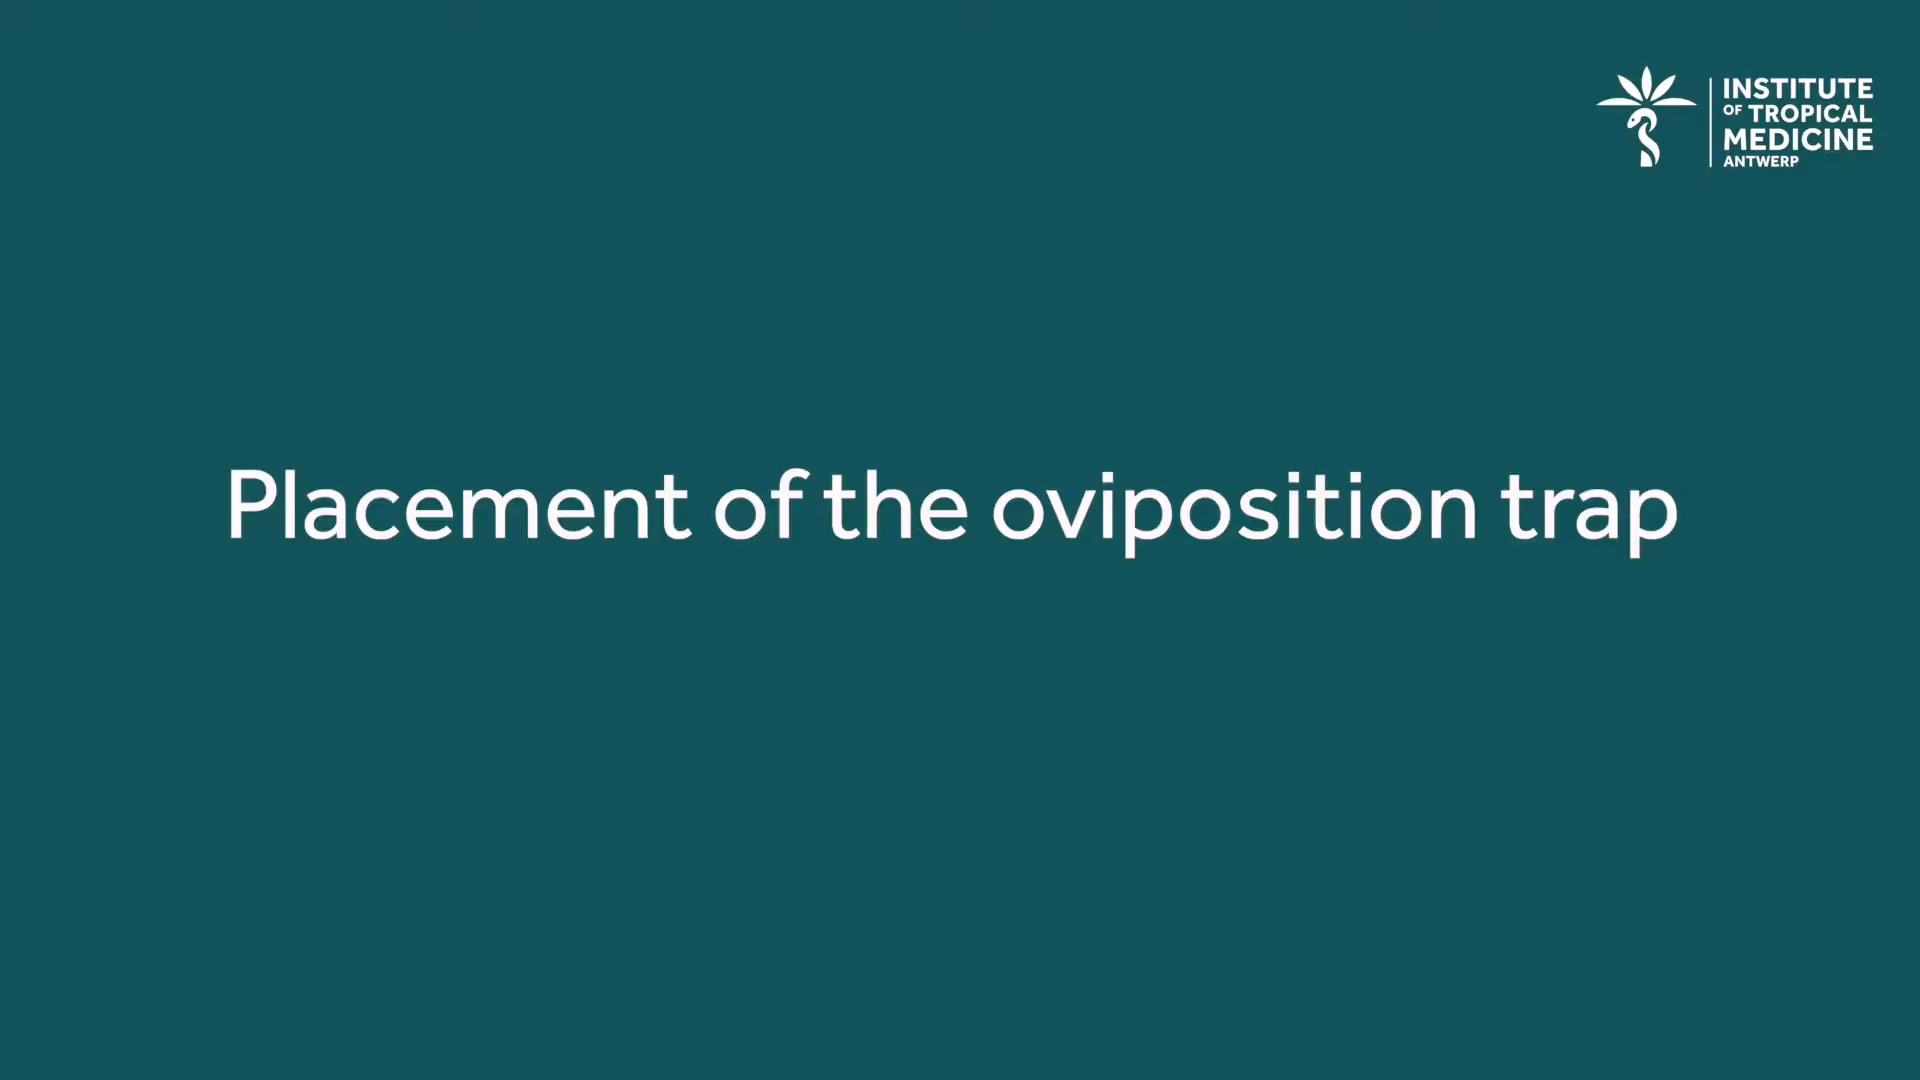 INSTITUTE
OF TROPICAL
MEDICINE
ANTWERP
Placement of the oviposition trap